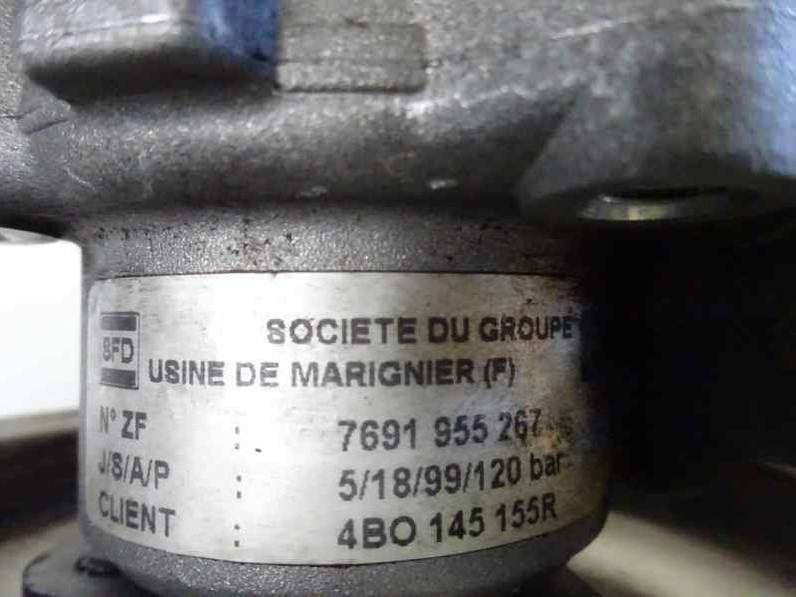 SOCIETE DU GROUPE
BFD
USINE DE MARIGNIER (F)
N° ZF : 7691 955 267
J/S/A/P : 5/18/99/120 bar
CLIENT : 4BO 145 155R